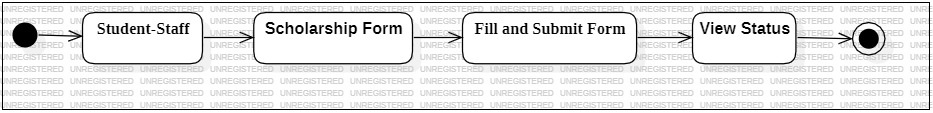 Student-Staff
Scholarship Form
Fill and Submit Form
View Status